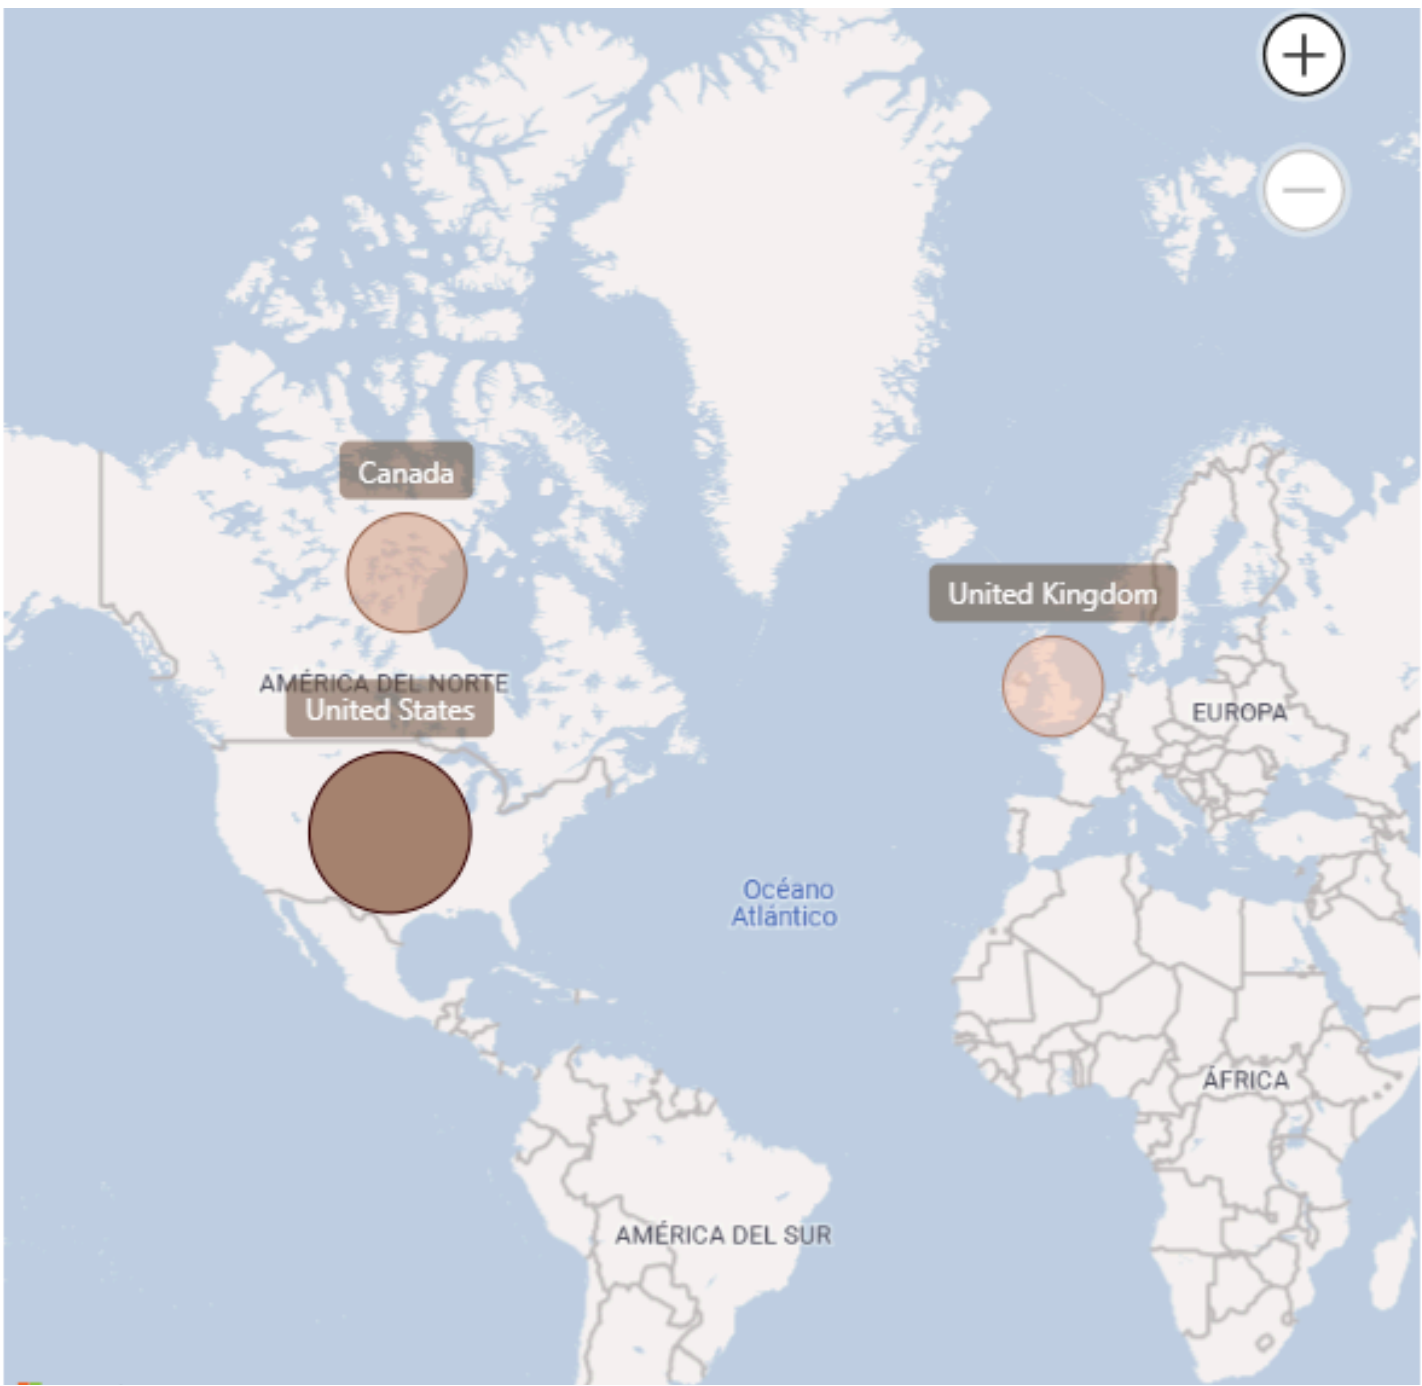 Canada
United Kingdom
AMÉRICA DEL NORTE
United States
EUROPA
Océano
Atlántico
ÁFRICA
AMÉRICA DEL SUR